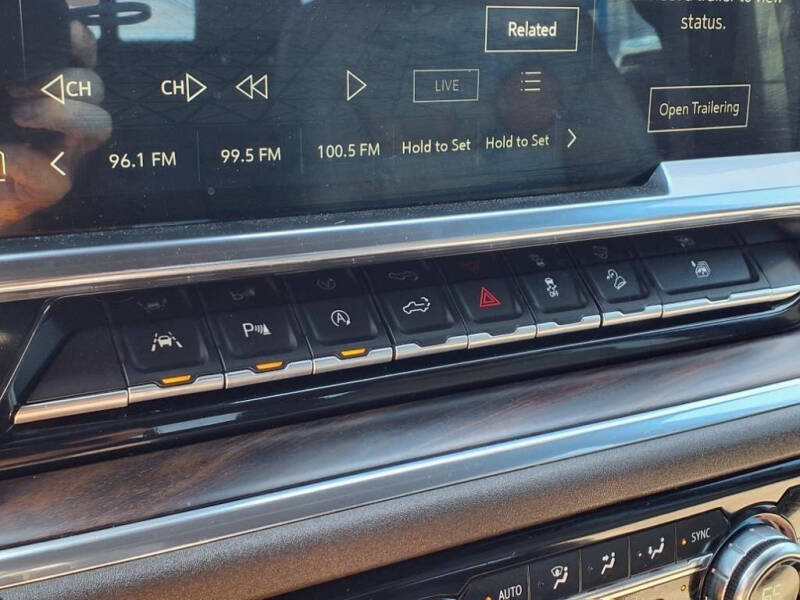 status.
Related
CH
CH
LIVE
Open Trailering
96.1 FM
99.5 FM
100.5 FM
Hold to Set
Hold to Set
A
P
SYNC
AUTO